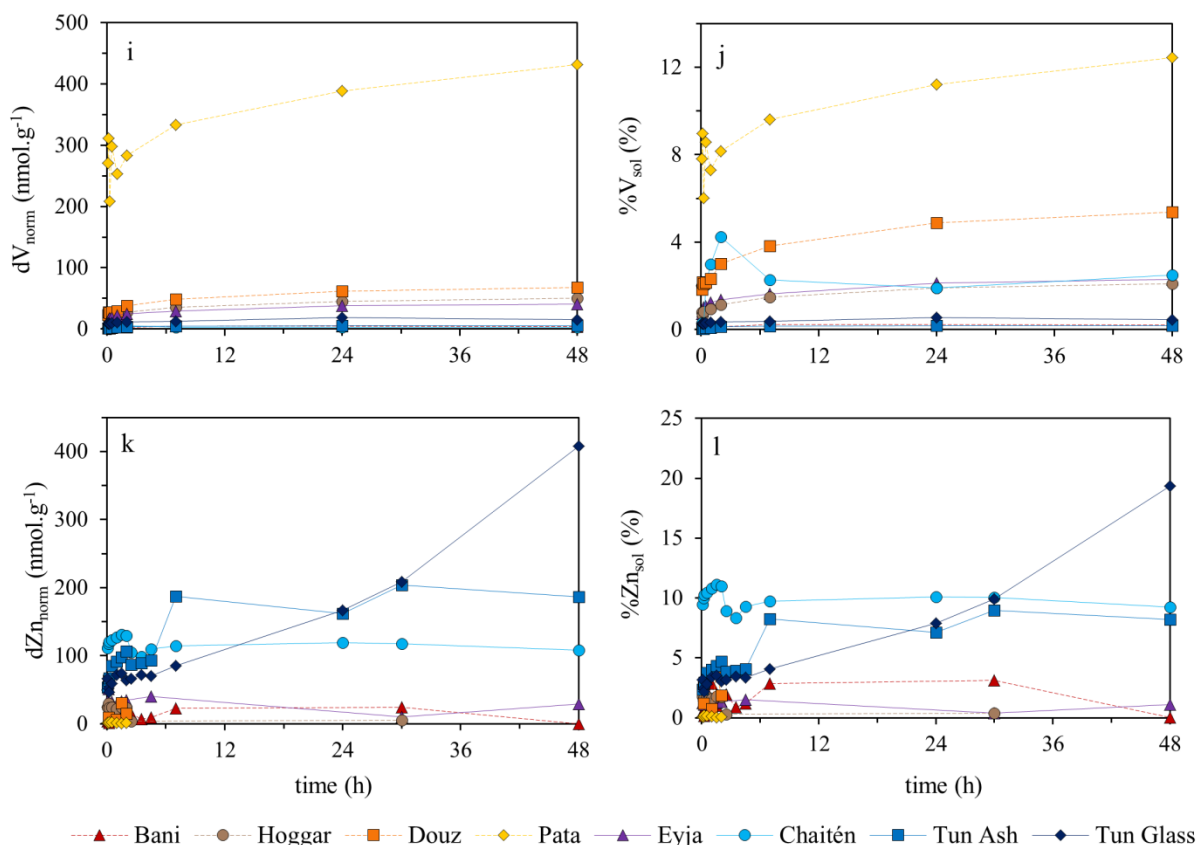 i
dV_norm (nmol.g⁻¹)
500
400
300
200
100
0
0 12 24 36 48
j
%V_sol (%)
12
8
4
0
0 12 24 36 48
k
dZn_norm (nmol.g⁻¹)
400
300
200
100
0
0 12 24 36 48
time (h)
l
%Zn_sol (%)
25
20
15
10
5
0
0 12 24 36 48
time (h)
Bani Hoggar Douz Pata Eyja Chaitén Tun Ash Tun Glass